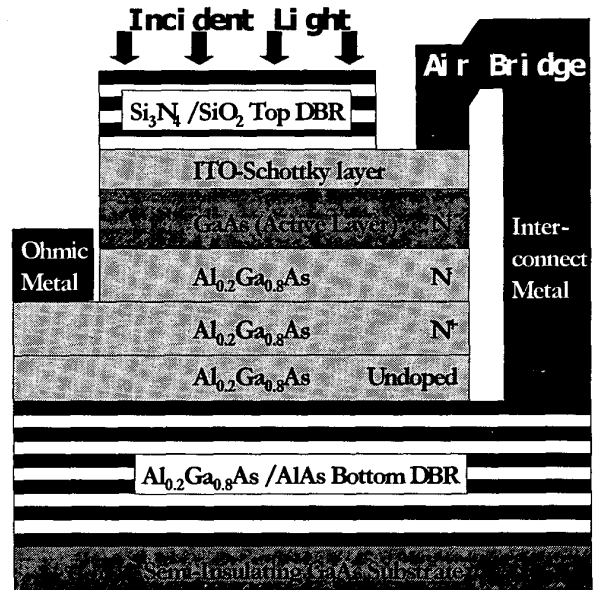 Incident Light
Air Bridge
Si₃N₄/SiO₂ Top DBR
ITO-Schottky layer
GaAs (Active Layer) N⁻
Ohmic
Metal
Inter-
connect
Metal
Al₀.₂Ga₀.₈As N⁻
Al₀.₂Ga₀.₈As N⁺
Al₀.₂Ga₀.₈As Undoped
Al₀.₂Ga₀.₈As/AlAs Bottom DBR
Semi-Insulating GaAs Substrate